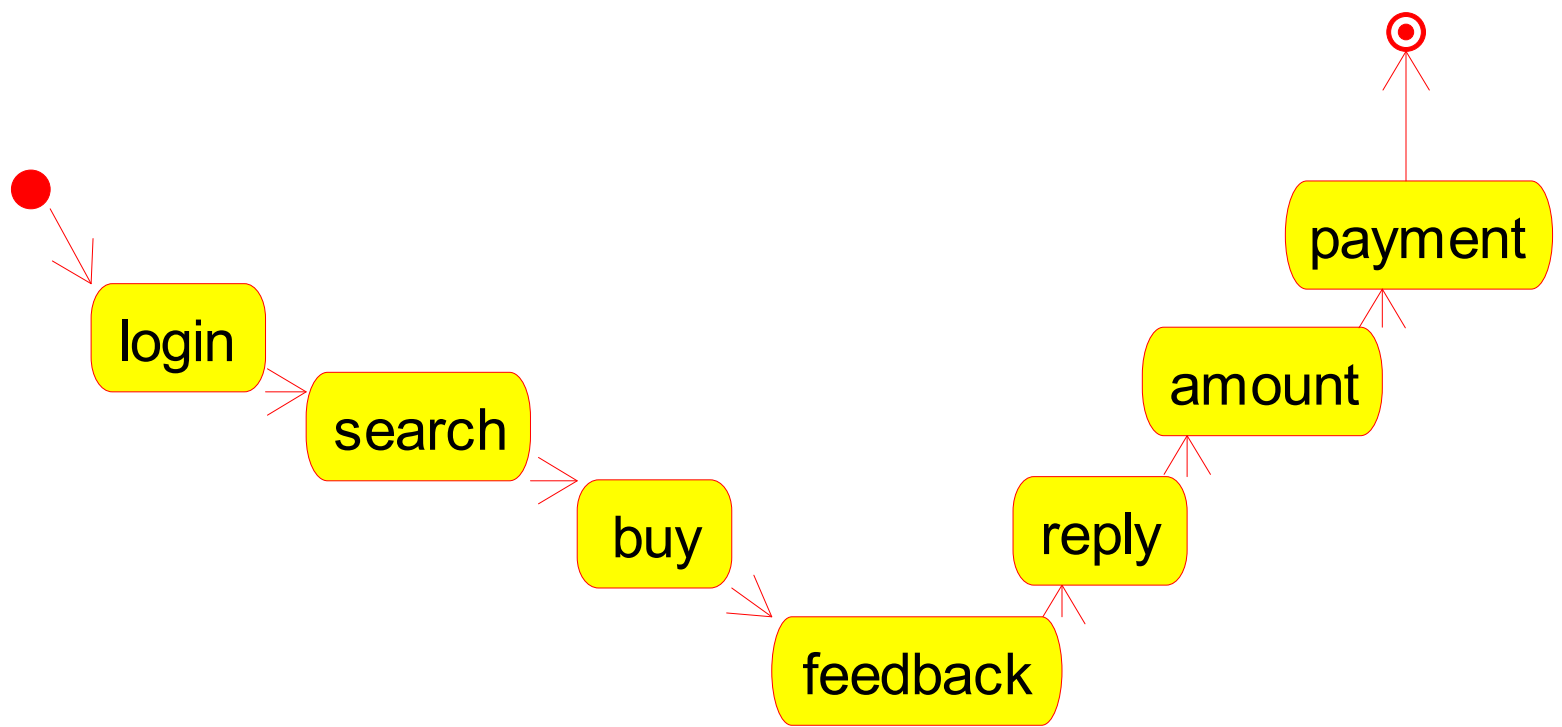 login
search
buy
feedback
reply
amount
payment